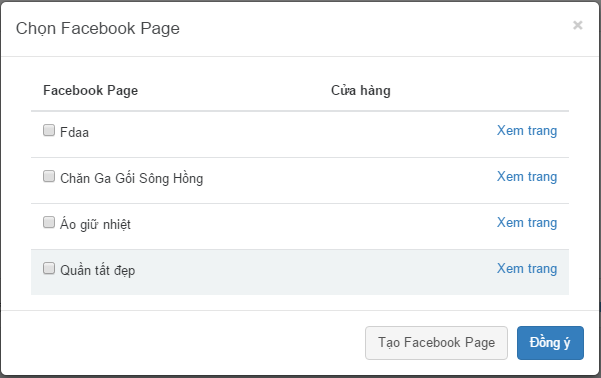 Chọn Facebook Page ×
Facebook Page Cửa hàng
Fdaa Xem trang
Chăn Ga Gối Sông Hồng Xem trang
Áo giữ nhiệt Xem trang
Quần tất đẹp Xem trang
Tạo Facebook Page Đồng ý